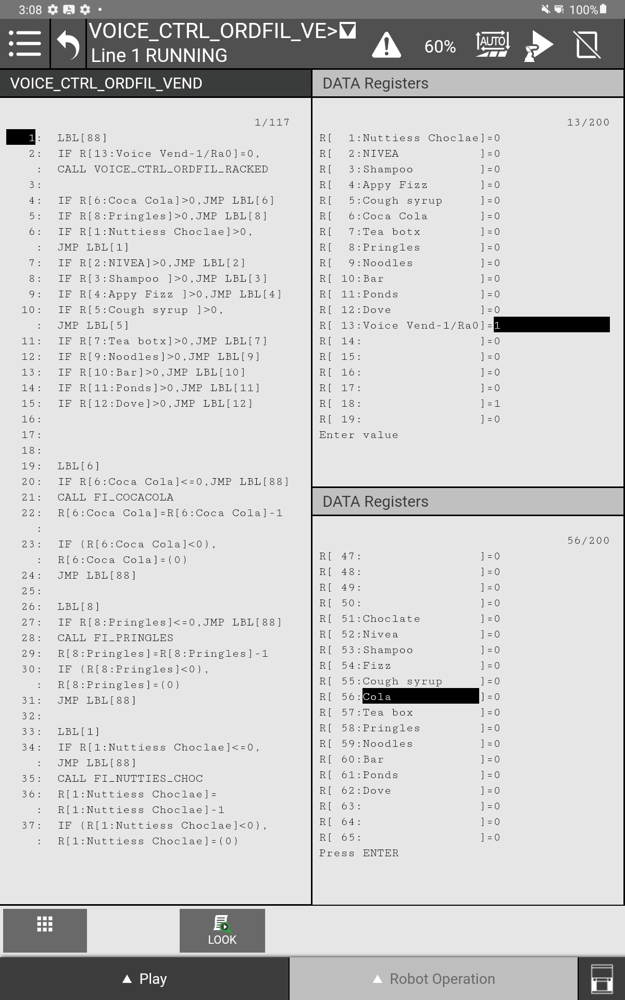 3:08
100%
VOICE_CTRL_ORDFIL_VE>
Line 1 RUNNING
60%
AUTO
VOICE_CTRL_ORDFIL_VEND
1/117
1: LBL[88]
2: IF R[13:Voice Vend-1/Ra0]=0,
: CALL VOICE_CTRL_ORDFIL_RACKED
3:
4: IF R[6:Coca Cola]>0,JMP LBL[6]
5: IF R[8:Pringles]>0,JMP LBL[8]
6: IF R[1:Nuttiess Choclae]>0,
: JMP LBL[1]
7: IF R[2:NIVEA]>0,JMP LBL[2]
8: IF R[3:Shampoo ]>0,JMP LBL[3]
9: IF R[4:Appy Fizz ]>0,JMP LBL[4]
10: IF R[5:Cough syrup ]>0,
: JMP LBL[5]
11: IF R[7:Tea botx]>0,JMP LBL[7]
12: IF R[9:Noodles]>0,JMP LBL[9]
13: IF R[10:Bar]>0,JMP LBL[10]
14: IF R[11:Ponds]>0,JMP LBL[11]
15: IF R[12:Dove]>0,JMP LBL[12]
16:
17:
18:
19: LBL[6]
20: IF R[6:Coca Cola]<=0,JMP LBL[88]
21: CALL FI_COCACOLA
22: R[6:Coca Cola]=R[6:Coca Cola]-1
:
23: IF (R[6:Coca Cola]<0),
: R[6:Coca Cola]=(0)
24: JMP LBL[88]
25:
26: LBL[8]
27: IF R[8:Pringles]<=0,JMP LBL[88]
28: CALL FI_PRINGLES
29: R[8:Pringles]=R[8:Pringles]-1
30: IF (R[8:Pringles]<0),
: R[8:Pringles]=(0)
31: JMP LBL[88]
32:
33: LBL[1]
34: IF R[1:Nuttiess Choclae]<=0,
: JMP LBL[88]
35: CALL FI_NUTTIES_CHOC
36: R[1:Nuttiess Choclae]=
: R[1:Nuttiess Choclae]-1
37: IF (R[1:Nuttiess Choclae]<0),
: R[1:Nuttiess Choclae]=(0)
DATA Registers
13/200
R[ 1:Nuttiess Choclae]=0
R[ 2:NIVEA ]=0
R[ 3:Shampoo ]=0
R[ 4:Appy Fizz ]=0
R[ 5:Cough syrup ]=0
R[ 6:Coca Cola ]=0
R[ 7:Tea botx ]=0
R[ 8:Pringles ]=0
R[ 9:Noodles ]=0
R[ 10:Bar ]=0
R[ 11:Ponds ]=0
R[ 12:Dove ]=0
R[ 13:Voice Vend-1/Ra0]=1
R[ 14: ]=0
R[ 15: ]=0
R[ 16: ]=0
R[ 17: ]=0
R[ 18: ]=1
R[ 19: ]=0
Enter value
DATA Registers
56/200
R[ 47: ]=0
R[ 48: ]=0
R[ 49: ]=0
R[ 50: ]=0
R[ 51:Choclate ]=0
R[ 52:Nivea ]=0
R[ 53:Shampoo ]=0
R[ 54:Fizz ]=0
R[ 55:Cough syrup ]=0
R[ 56:Cola ]=0
R[ 57:Tea box ]=0
R[ 58:Pringles ]=0
R[ 59:Noodles ]=0
R[ 60:Bar ]=0
R[ 61:Ponds ]=0
R[ 62:Dove ]=0
R[ 63: ]=0
R[ 64: ]=0
R[ 65: ]=0
Press ENTER
LOOK
Play
Robot Operation